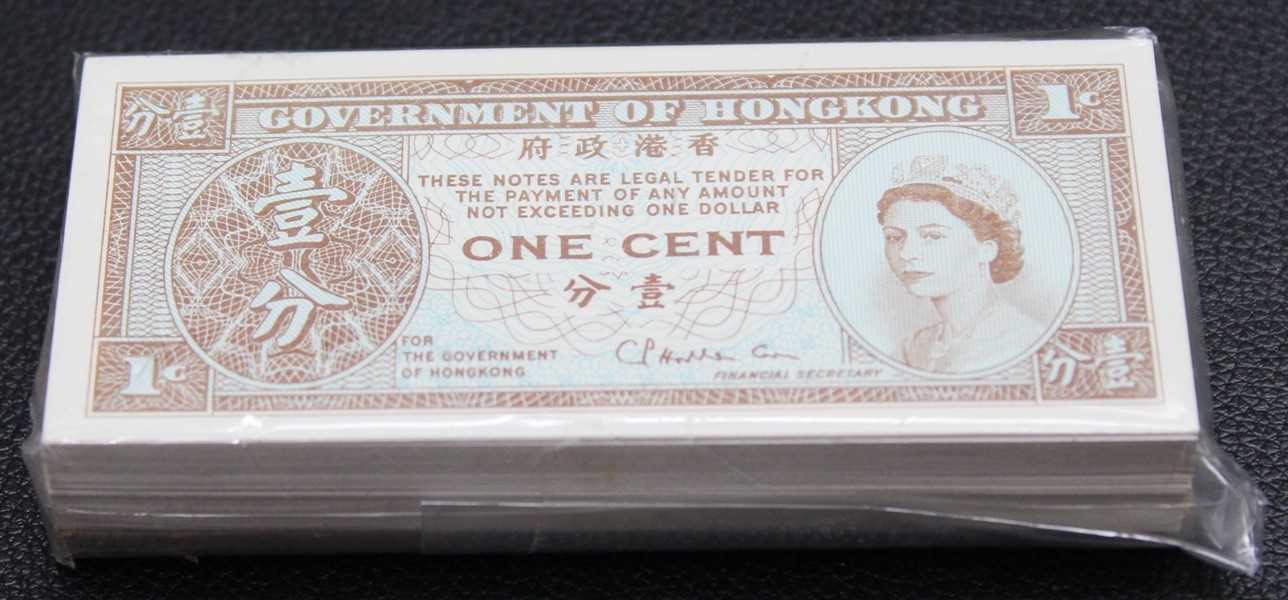 分壹
GOVERNMENT OF HONGKONG
1C
府政港香
THESE NOTES ARE LEGAL TENDER FOR
THE PAYMENT OF ANY AMOUNT
NOT EXCEEDING ONE DOLLAR
壹分
ONE CENT
分壹
FOR
THE GOVERNMENT
OF HONGKONG
FINANCIAL SECRETARY
1C
分壹